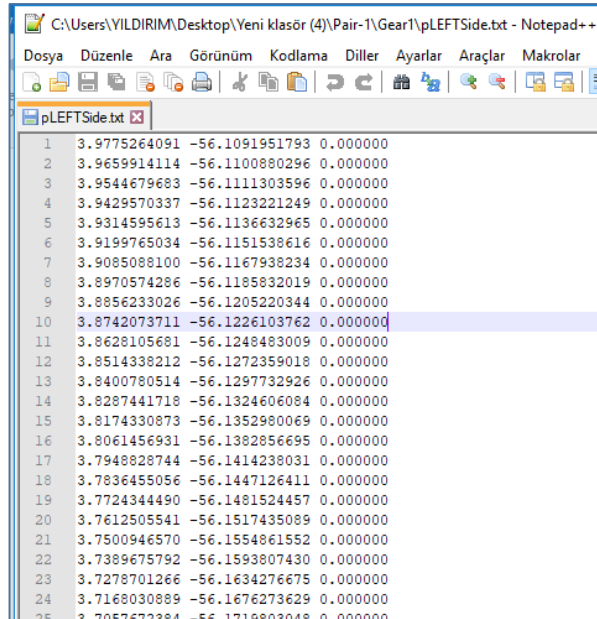 C:\Users\YILDIRIM\Desktop\Yeni klasör (4)\Pair-1\Gear1\pLEFTSide.txt - Notepad++
Dosya Düzenle Ara Görünüm Kodlama Diller Ayarlar Araçlar Makrolar
pLEFTSide.txt
1 3.9775264091 -56.1091951793 0.000000
2 3.9659914114 -56.1100880296 0.000000
3 3.9544679683 -56.1111303596 0.000000
4 3.9429570337 -56.1123221249 0.000000
5 3.9314595613 -56.1136632965 0.000000
6 3.9199765034 -56.1151538616 0.000000
7 3.9085088100 -56.1167938234 0.000000
8 3.8970574286 -56.1185832019 0.000000
9 3.8856233026 -56.1205220344 0.000000
10 3.8742073711 -56.1226103762 0.000000
11 3.8628105681 -56.1248483009 0.000000
12 3.8514338212 -56.1272359018 0.000000
13 3.8400780514 -56.1297732926 0.000000
14 3.8287441718 -56.1324606084 0.000000
15 3.8174330873 -56.1352980069 0.000000
16 3.8061456931 -56.1382856695 0.000000
17 3.7948828744 -56.1414238031 0.000000
18 3.7836455056 -56.1447126411 0.000000
19 3.7724344490 -56.1481524457 0.000000
20 3.7612505541 -56.1517435089 0.000000
21 3.7500946570 -56.1554861552 0.000000
22 3.7389675792 -56.1593807430 0.000000
23 3.7278701266 -56.1634276675 0.000000
24 3.7168030889 -56.1676273629 0.000000
25 3.7057672384 -56.1719803048 0.000000